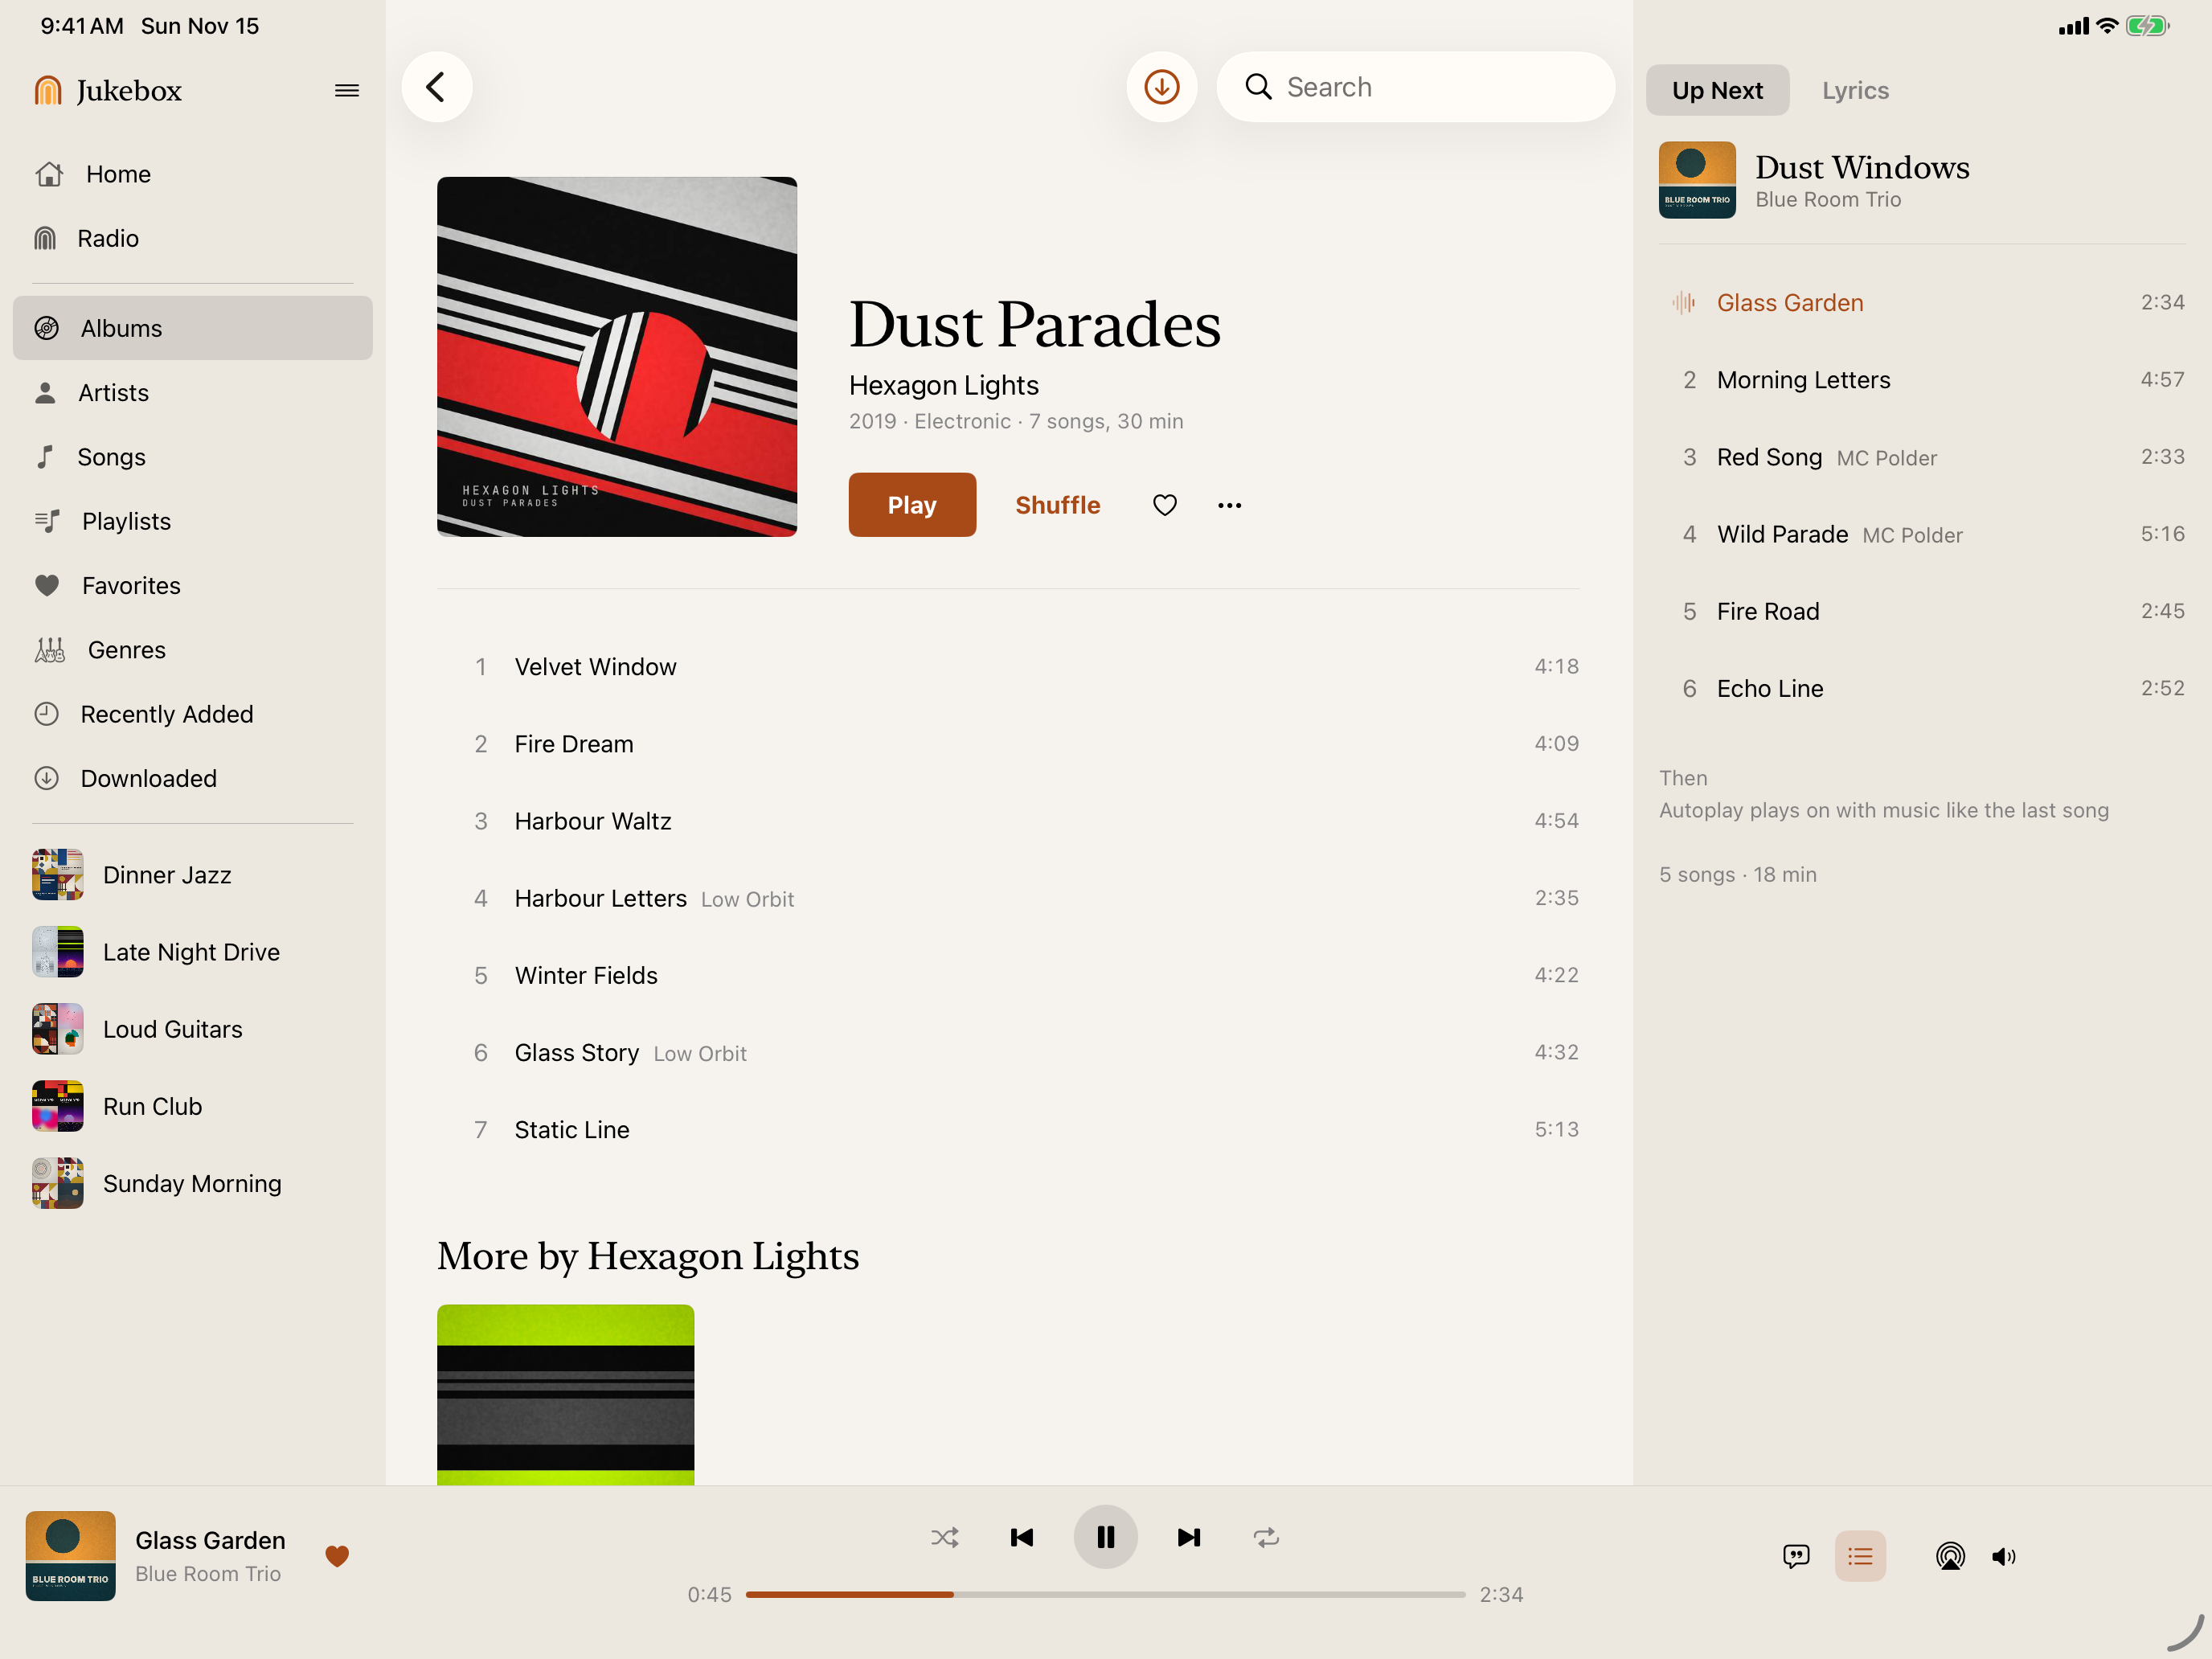 9:41 AM Sun Nov 15
Jukebox
Home
Radio
Albums
Artists
Songs
Playlists
Favorites
Genres
Recently Added
Downloaded
Dinner Jazz
Late Night Drive
Loud Guitars
Run Club
Sunday Morning
Search
HEXAGON LIGHTS
DUST PARADES
Dust Parades
Hexagon Lights
2019 · Electronic · 7 songs, 30 min
Play Shuffle
1 Velvet Window 4:18
2 Fire Dream 4:09
3 Harbour Waltz 4:54
4 Harbour Letters Low Orbit 2:35
5 Winter Fields 4:22
6 Glass Story Low Orbit 4:32
7 Static Line 5:13
More by Hexagon Lights
Up Next Lyrics
BLUE ROOM TRIO
Dust Windows
Blue Room Trio
Glass Garden 2:34
2 Morning Letters 4:57
3 Red Song MC Polder 2:33
4 Wild Parade MC Polder 5:16
5 Fire Road 2:45
6 Echo Line 2:52
Then
Autoplay plays on with music like the last song
5 songs · 18 min
BLUE ROOM TRIO
Glass Garden
Blue Room Trio
0:45 2:34